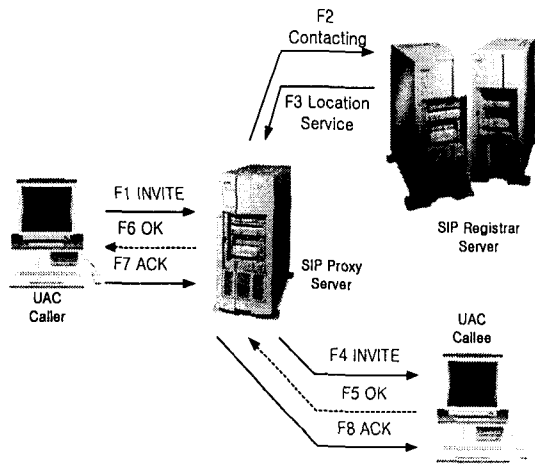 F2
Contacting
F3 Location
Service
SIP Registrar
Server
F1 INVITE
F6 OK
F7 ACK
UAC
Caller
SIP Proxy
Server
UAC
Callee
F4 INVITE
F5 OK
F8 ACK